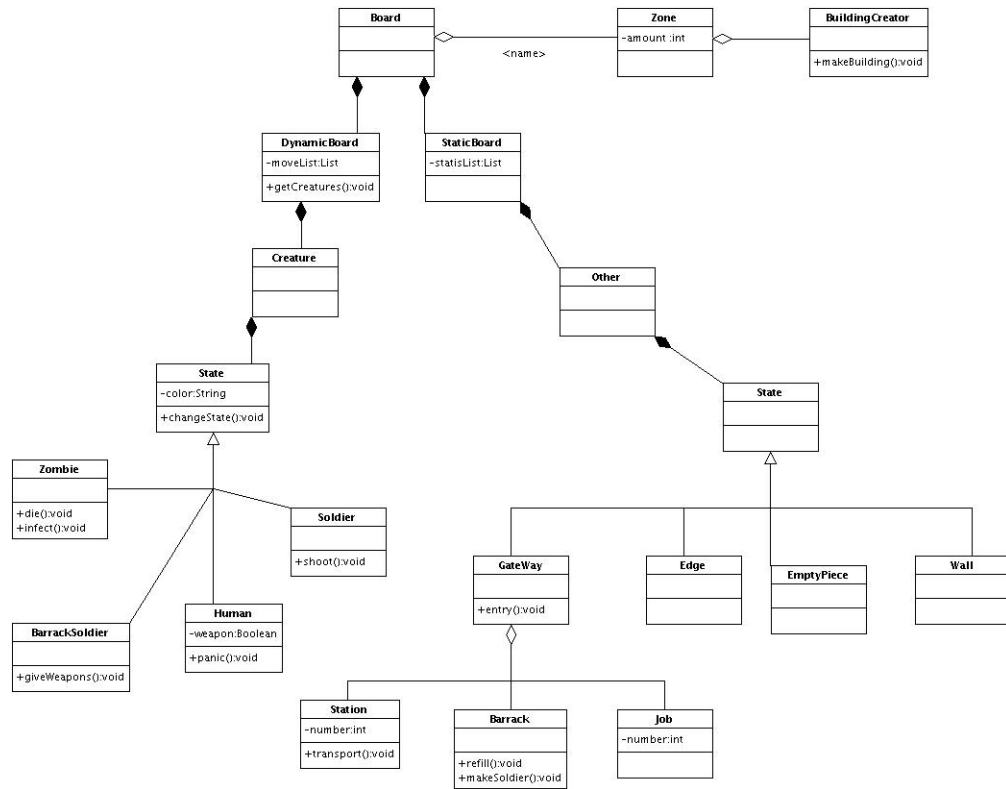 Board
Zone
-amount :int
BuildingCreator
+makeBuilding():void
<name>
DynamicBoard
-moveList:List
+getCreatures():void
StaticBoard
-statisList:List
Creature
Other
State
-color:String
+changeState():void
State
Zombie
+die():void
+infect():void
Soldier
+shoot():void
GateWay
+entry():void
Edge
EmptyPiece
Wall
BarrackSoldier
+giveWeapons():void
Human
-weapon:Boolean
+panic():void
Station
-number:int
+transport():void
Barrack
+refill():void
+makeSoldier():void
Job
-number:int